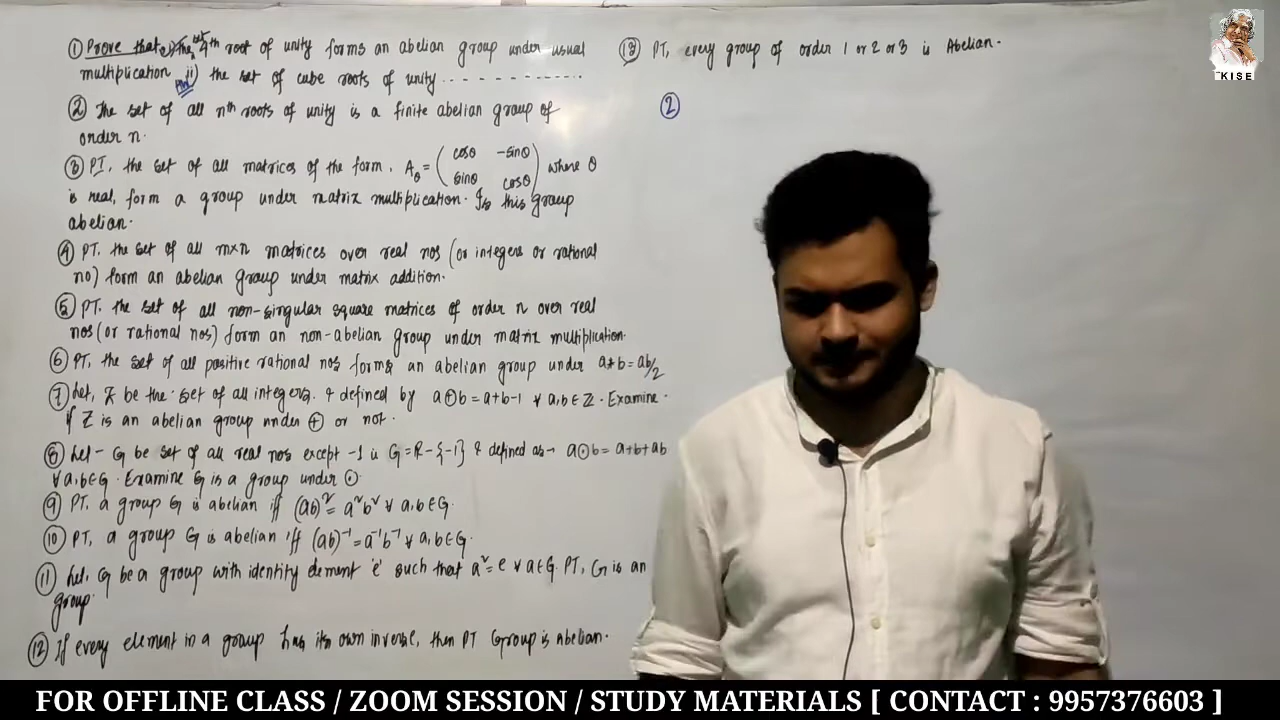 ① Prove that i) The set 4th root of unity forms an abelian group under usual
multiplication ii) the set of cube roots of unity - - - - - - - - - - - - -.
② The set of all nth roots of unity is a finite abelian group of
order n.
③ PT, the set of all matrices of the form. Aθ = ( cosθ -sinθ sinθ cosθ ) where θ
is real, form a group under matrix multiplication. Is this group
abelian.
④ PT. the set of all m×n matrices over real nos (or integers or rational
no) form an abelian group under matrix addition.
⑤ PT. the set of all non-singular square matrices of order n over real
nos (or rational nos) form an non-abelian group under matrix multiplication.
⑥ PT, the set of all positive rational nos forms an abelian group under a*b = ab/2
⑦ Let, Z be the set of all integers. & defined by a⊕b = a+b-1 ∀ a,b ∈ Z. Examine.
if Z is an abelian group under ⊕ or not.
⑧ Let - G be set of all real nos except -1 is G = R - {-1} & defined as→ a⊙b = a+b+ab
∀ a,b∈G. Examine G is a group under ⊙
⑨ PT, a group G is abelian iff (ab)² = a²b² ∀ a,b∈G.
⑩ PT, a group G is abelian iff (ab)⁻¹ = a⁻¹b⁻¹ ∀ a,b∈G.
⑪ Let, G be a group with identity element 'e' such that a² = e ∀ a∈G. PT, G is an
group.
⑫ If every element in a group has its own inverse, then PT Group is Abelian.
⑬ PT, every group of order 1 or 2 or 3 is Abelian.
②
KISE
FOR OFFLINE CLASS / ZOOM SESSION / STUDY MATERIALS [ CONTACT : 9957376603 ]